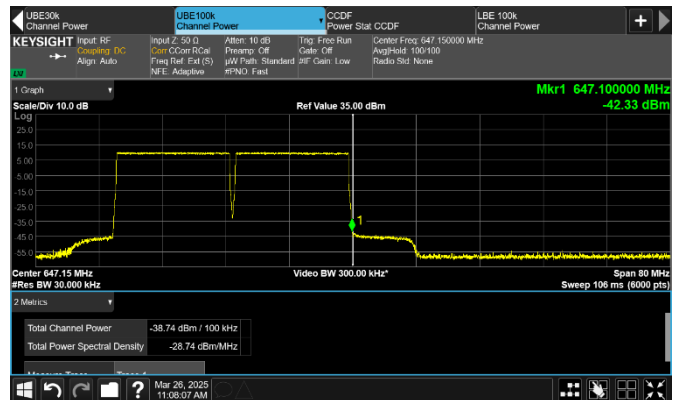 UBE30k
Channel Power
UBE100k
Channel Power
CCDF
Power Stat CCDF
LBE 100k
Channel Power
KEYSIGHT
Input: RF
Coupling: DC
Align: Auto
Input Z: 50 Ω
Corr CCorr RCal
Freq Ref: Ext (S)
NFE: Adaptive
Atten: 10 dB
Preamp: Off
µW Path: Standard
#PNO: Fast
Trig: Free Run
Gate: Off
#IF Gain: Low
Center Freq: 647.150000 MHz
Avg|Hold: 100/100
Radio Std: None
LXI
1 Graph
Mkr1 647.100000 MHz
-42.33 dBm
Scale/Div 10.0 dB
Ref Value 35.00 dBm
Log
25.0
15.0
5.00
-5.00
-15.0
-25.0
-35.0
-45.0
-55.0
1
Center 647.15 MHz
#Res BW 30.000 kHz
Video BW 300.00 kHz*
Span 80 MHz
Sweep 106 ms (6000 pts)
2 Metrics
Total Channel Power -38.74 dBm / 100 kHz
Total Power Spectral Density -28.74 dBm/MHz
Measure Trace Trace 1
?
Mar 26, 2025
11:08:07 AM